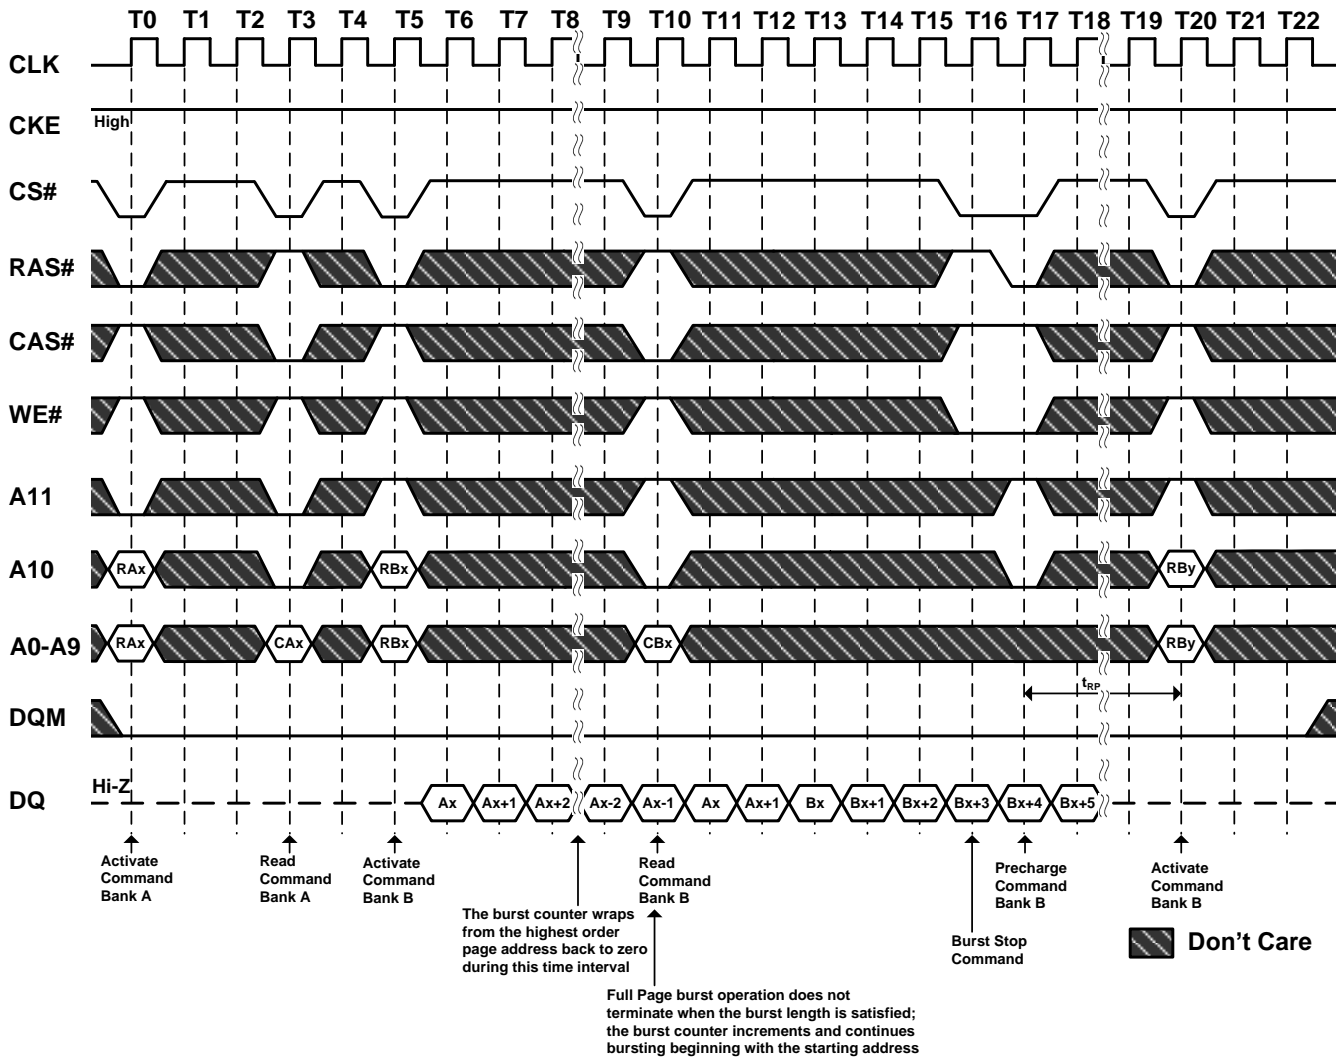 T0 T1 T2 T3 T4 T5 T6 T7 T8 T9 T10 T11 T12 T13 T14 T15 T16 T17 T18 T19 T20 T21 T22
CLK
CKE High
CS#
RAS#
CAS#
WE#
A11
A10 RAx RBx RBy
A0-A9 RAx CAx RBx CBx RBy
tRP
DQM
DQ Hi-Z Ax Ax+1 Ax+2 Ax-2 Ax-1 Ax Ax+1 Bx Bx+1 Bx+2 Bx+3 Bx+4 Bx+5
Activate
Command
Bank A
Read
Command
Bank A
Activate
Command
Bank B
The burst counter wraps
from the highest order
page address back to zero
during this time interval
Read
Command
Bank B
Full Page burst operation does not
terminate when the burst length is satisfied;
the burst counter increments and continues
bursting beginning with the starting address
Burst Stop
Command
Precharge
Command
Bank B
Activate
Command
Bank B
Don't Care